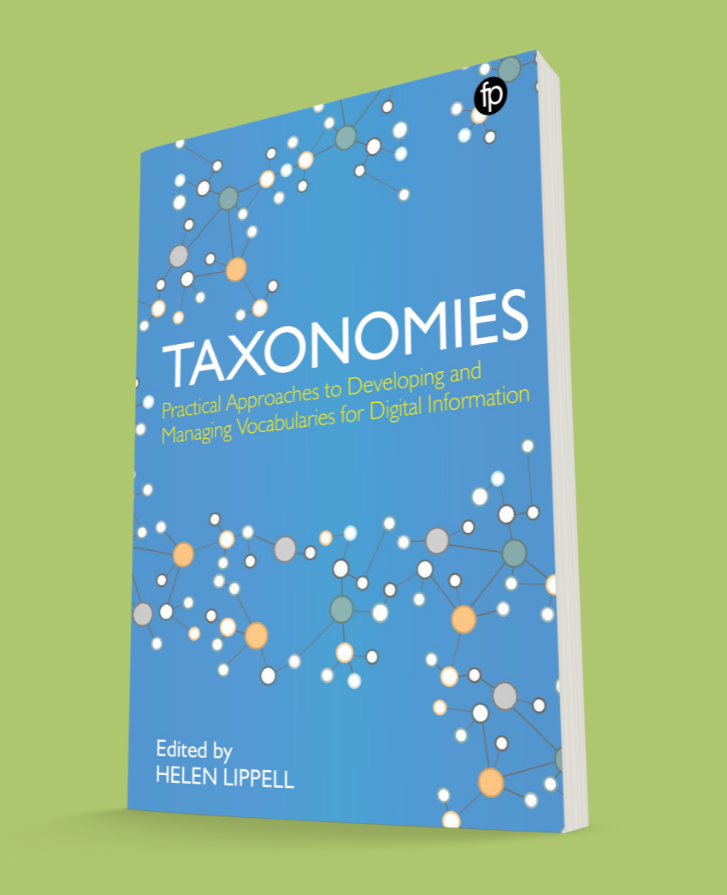 fp
TAXONOMIES
Practical Approaches to Developing and
Managing Vocabularies for Digital Information
Edited by
HELEN LIPPELL